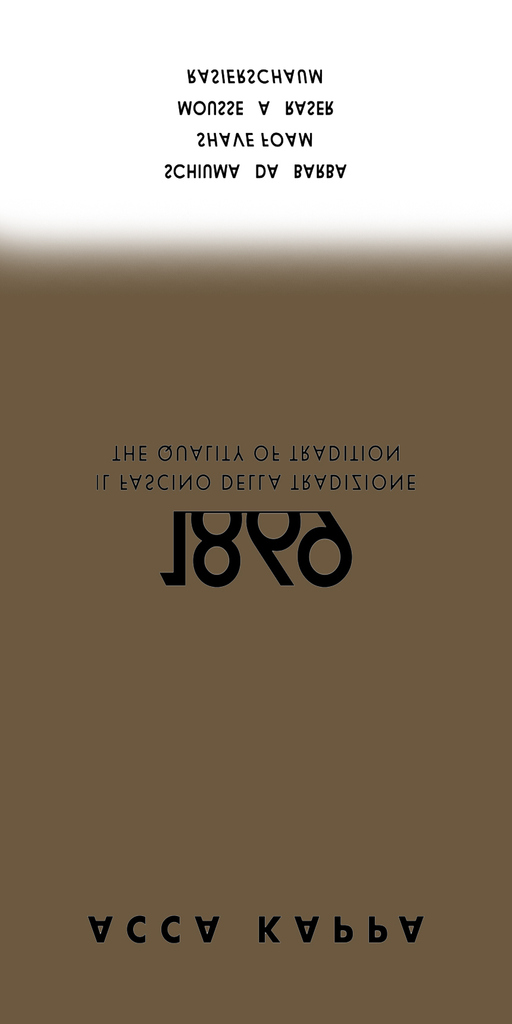 ACCA KAPPA
1869
IL FASCINO DELLA TRADIZIONE
THE QUALITY OF TRADITION
SCHIUMA DA BARBA
SHAVE FOAM
MOUSSE A RASER
RASIERSCHAUM